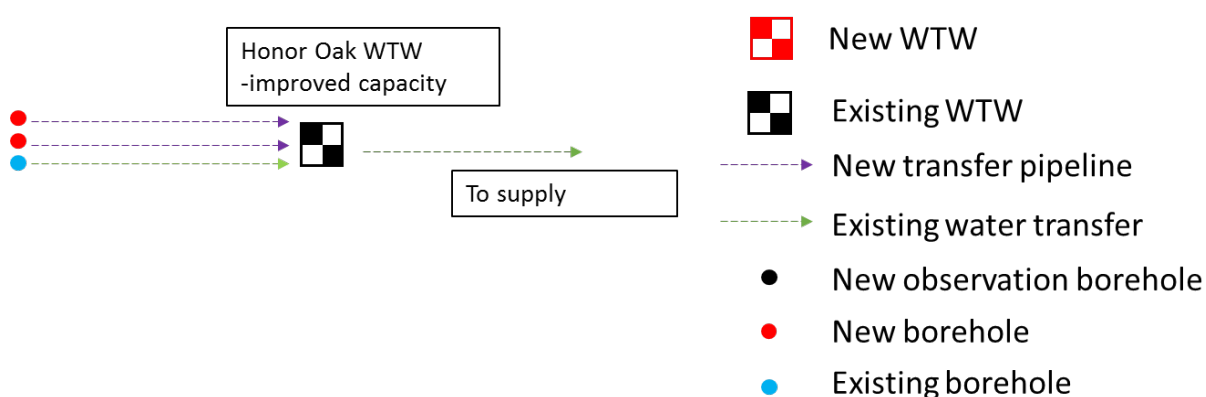 Honor Oak WTW
-improved capacity
To supply
New WTW
Existing WTW
New transfer pipeline
Existing water transfer
New observation borehole
New borehole
Existing borehole